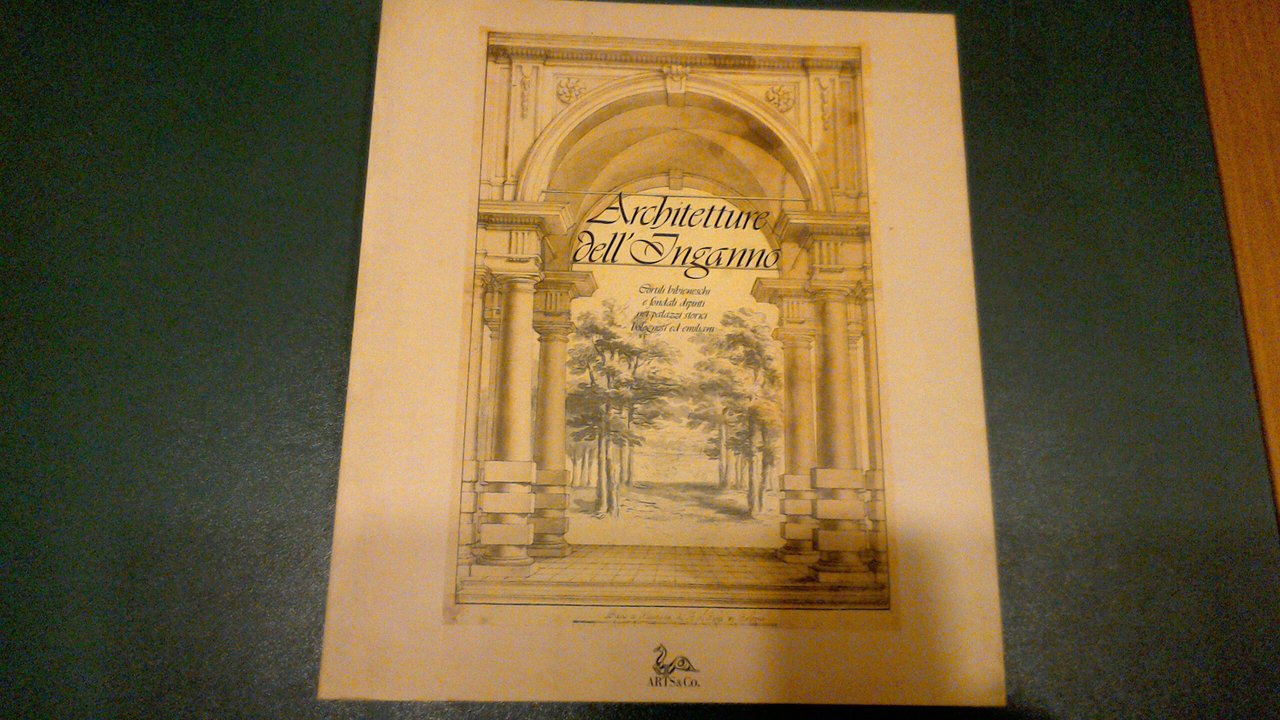 Architetture
dell'Inganno
Cortili bibieneschi
e fondali dipinti
nei palazzi storici
bolognesi ed emiliani
ARTS&Co.